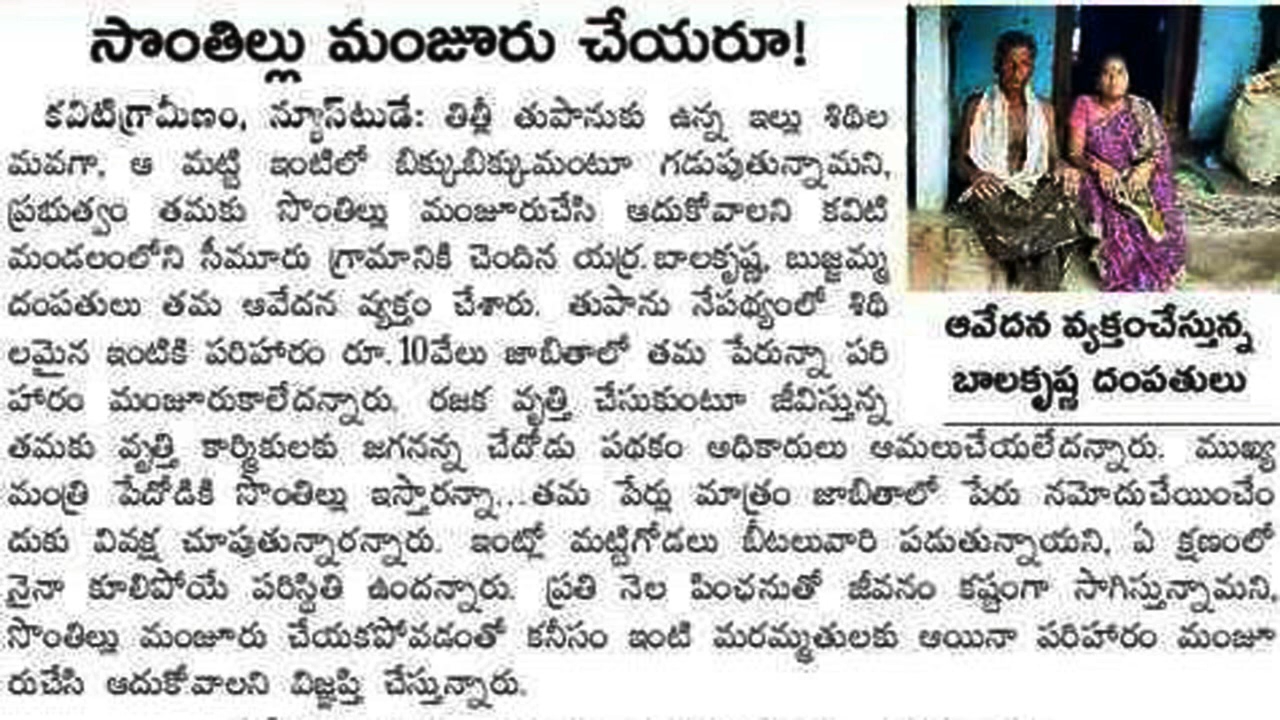 సొంతిల్లు మంజూరు చేయరూ!
కవిటిగ్రామీణం, న్యూస్‌టుడే: తిత్లీ తుపానుకు ఉన్న ఇల్లు శిథిల
మవగా, ఆ మట్టి ఇంటిలో బిక్కుబిక్కుమంటూ గడుపుతున్నామని,
ప్రభుత్వం తమకు సొంతిల్లు మంజూరుచేసి ఆదుకోవాలని కవిటి
మండలంలోని సీమూరు గ్రామానికి చెందిన యర్ర.బాలకృష్ణ, బుజ్జమ్మ
దంపతులు తమ ఆవేదన వ్యక్తం చేశారు. తుపాను నేపథ్యంలో శిథి
లమైన ఇంటికి పరిహారం రూ.10వేలు జాబితాలో తమ పేరున్నా పరి
హారం మంజూరుకాలేదన్నారు. రజక వృత్తి చేసుకుంటూ జీవిస్తున్న
తమకు వృత్తి కార్మికులకు జగనన్న చేదోడు పథకం అధికారులు ఆమలుచేయలేదన్నారు. ముఖ్య
మంత్రి పేదోడికి సొంతిల్లు ఇస్తారన్నా...తమ పేర్లు మాత్రం జాబితాలో పేరు నమోదుచేయించేం
దుకు వివక్ష చూపుతున్నారన్నారు. ఇంట్లో మట్టిగోడలు బీటలువారి పడుతున్నాయని, ఏ క్షణంలో
నైనా కూలిపోయే పరిస్థితి ఉందన్నారు. ప్రతి నెల పింఛనుతో జీవనం కష్టంగా సాగిస్తున్నామని,
సొంతిల్లు మంజూరు చేయకపోవడంతో కనీసం ఇంటి మరమ్మతులకు ఆయినా పరిహారం మంజూ
రుచేసి ఆదుకోవాలని విజ్ఞప్తి చేస్తున్నారు.
ఆవేదన వ్యక్తంచేస్తున్న
బాలకృష్ణ దంపతులు